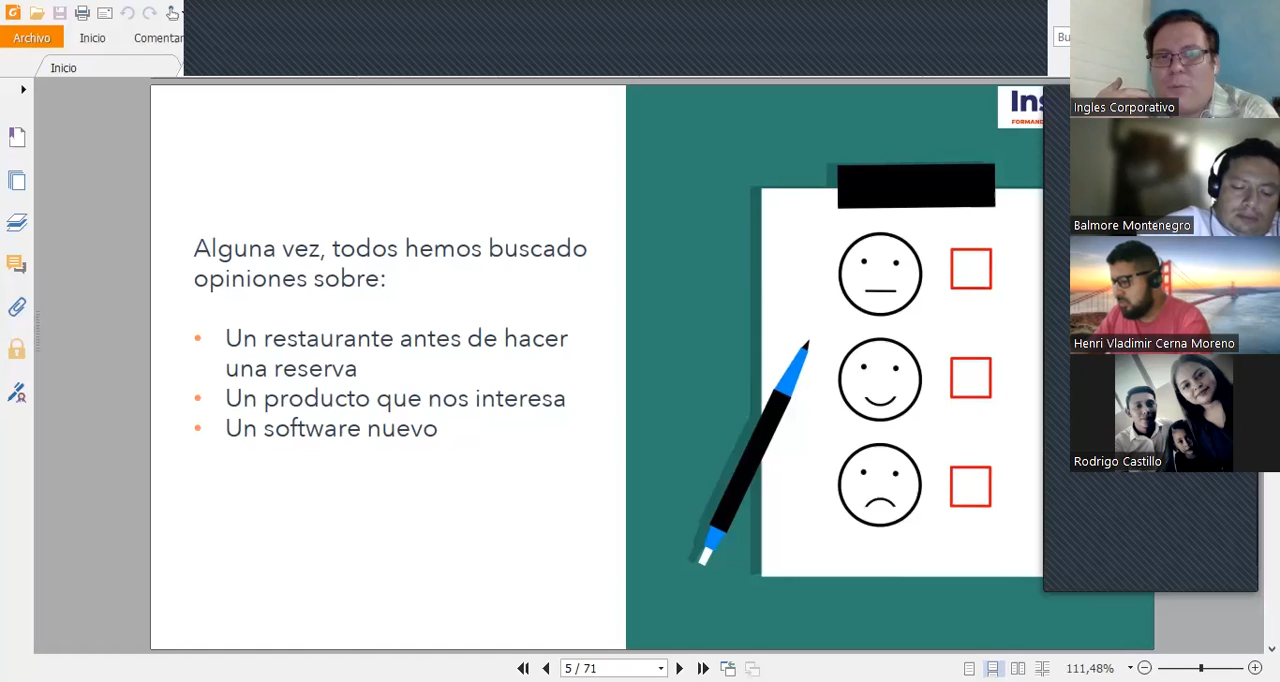 Archivo
Inicio
Comentar
Inicio
Bu
Ins
FORMAND
Alguna vez, todos hemos buscado
opiniones sobre:
• Un restaurante antes de hacer
una reserva
• Un producto que nos interesa
• Un software nuevo
Ingles Corporativo
Balmore Montenegro
Henri Vladimir Cerna Moreno
Rodrigo Castillo
5 / 71
111,48%